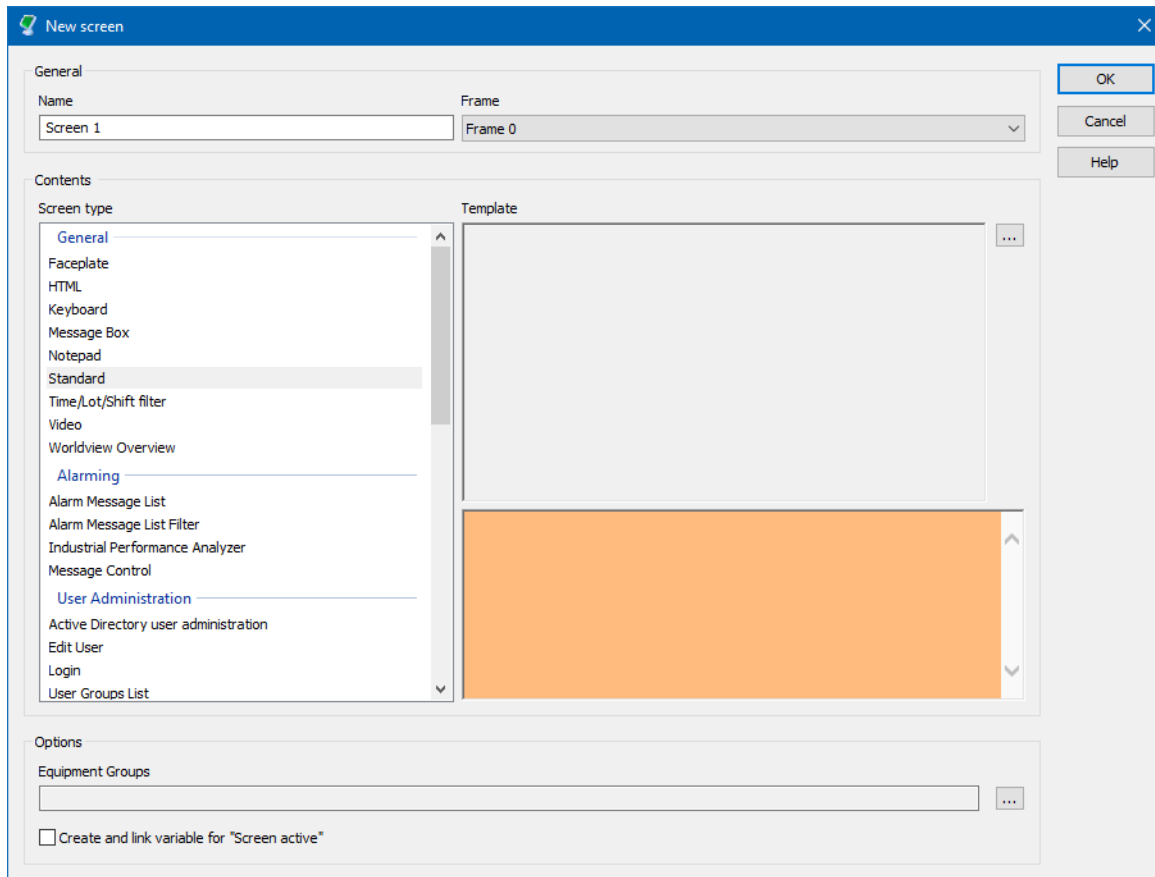 New screen
General
OK
Name
Frame
Screen 1
Frame 0
Cancel
Help
Contents
Screen type
Template
General
...
Faceplate
HTML
Keyboard
Message Box
Notepad
Standard
Time/Lot/Shift filter
Video
Worldview Overview
Alarming
Alarm Message List
Alarm Message List Filter
Industrial Performance Analyzer
Message Control
User Administration
Active Directory user administration
Edit User
Login
User Groups List
Options
Equipment Groups
...
Create and link variable for "Screen active"